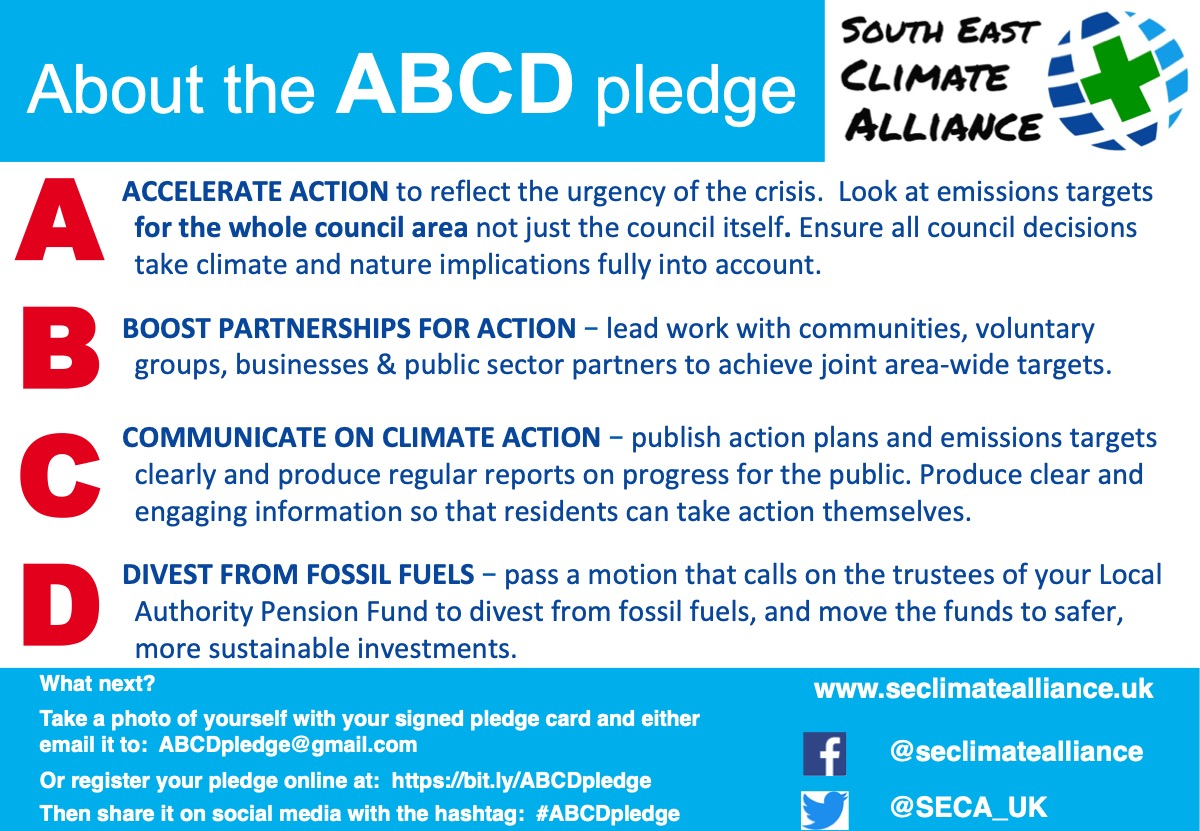 About the ABCD pledge
SOUTH EAST
CLIMATE
ALLIANCE
A
ACCELERATE ACTION to reflect the urgency of the crisis.  Look at emissions targets
for the whole council area not just the council itself. Ensure all council decisions
take climate and nature implications fully into account.
B
BOOST PARTNERSHIPS FOR ACTION – lead work with communities, voluntary
groups, businesses & public sector partners to achieve joint area-wide targets.
C
COMMUNICATE ON CLIMATE ACTION – publish action plans and emissions targets
clearly and produce regular reports on progress for the public. Produce clear and
engaging information so that residents can take action themselves.
D
DIVEST FROM FOSSIL FUELS – pass a motion that calls on the trustees of your Local
Authority Pension Fund to divest from fossil fuels, and move the funds to safer,
more sustainable investments.
What next?
Take a photo of yourself with your signed pledge card and either
email it to:  ABCDpledge@gmail.com
Or register your pledge online at:  https://bit.ly/ABCDpledge
Then share it on social media with the hashtag:  #ABCDpledge
www.seclimatealliance.uk
f
@seclimatealliance
@SECA_UK